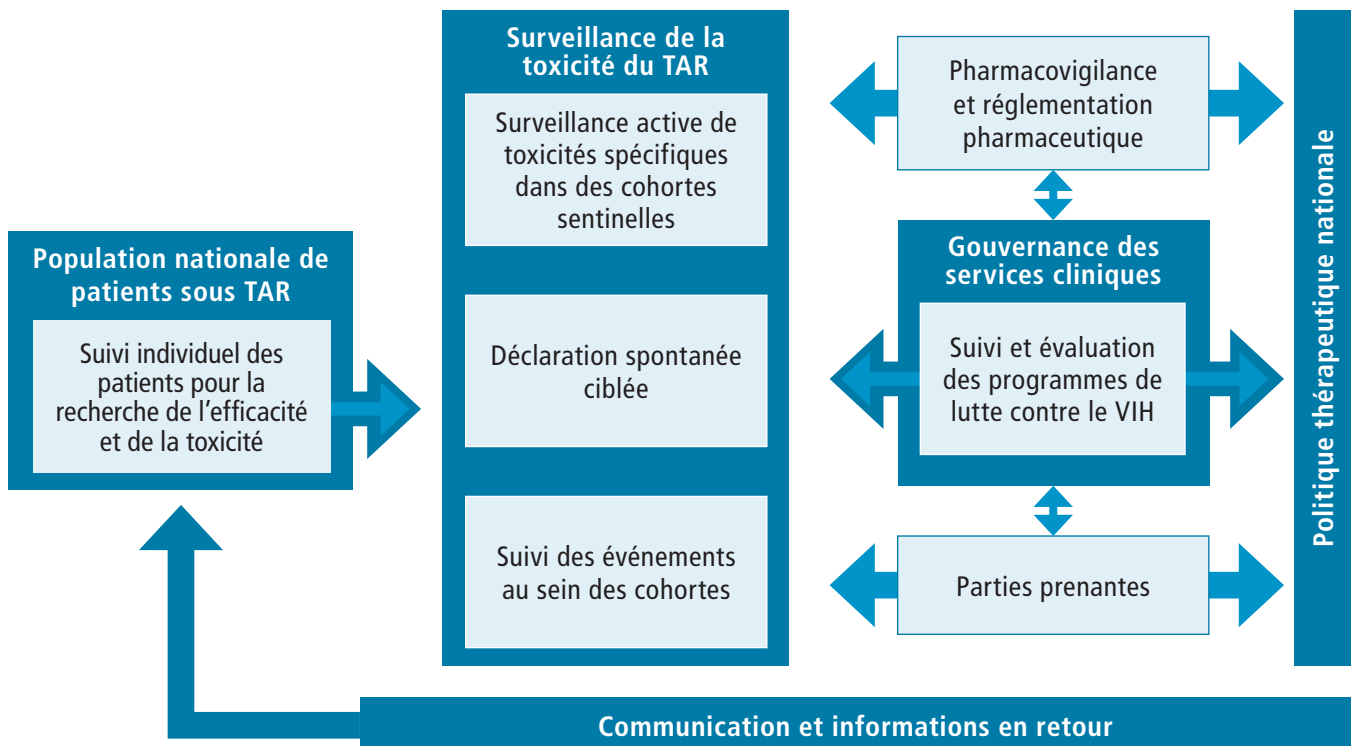 Population nationale de
patients sous TAR
Suivi individuel des
patients pour la
recherche de l’efficacité
et de la toxicité
Surveillance de la
toxicité du TAR
Surveillance active de
toxicités spécifiques
dans des cohortes
sentinelles
Déclaration spontanée
ciblée
Suivi des événements
au sein des cohortes
Pharmacovigilance
et réglementation
pharmaceutique
Gouvernance des
services cliniques
Suivi et évaluation
des programmes de
lutte contre le VIH
Parties prenantes
Politique thérapeutique nationale
Communication et informations en retour